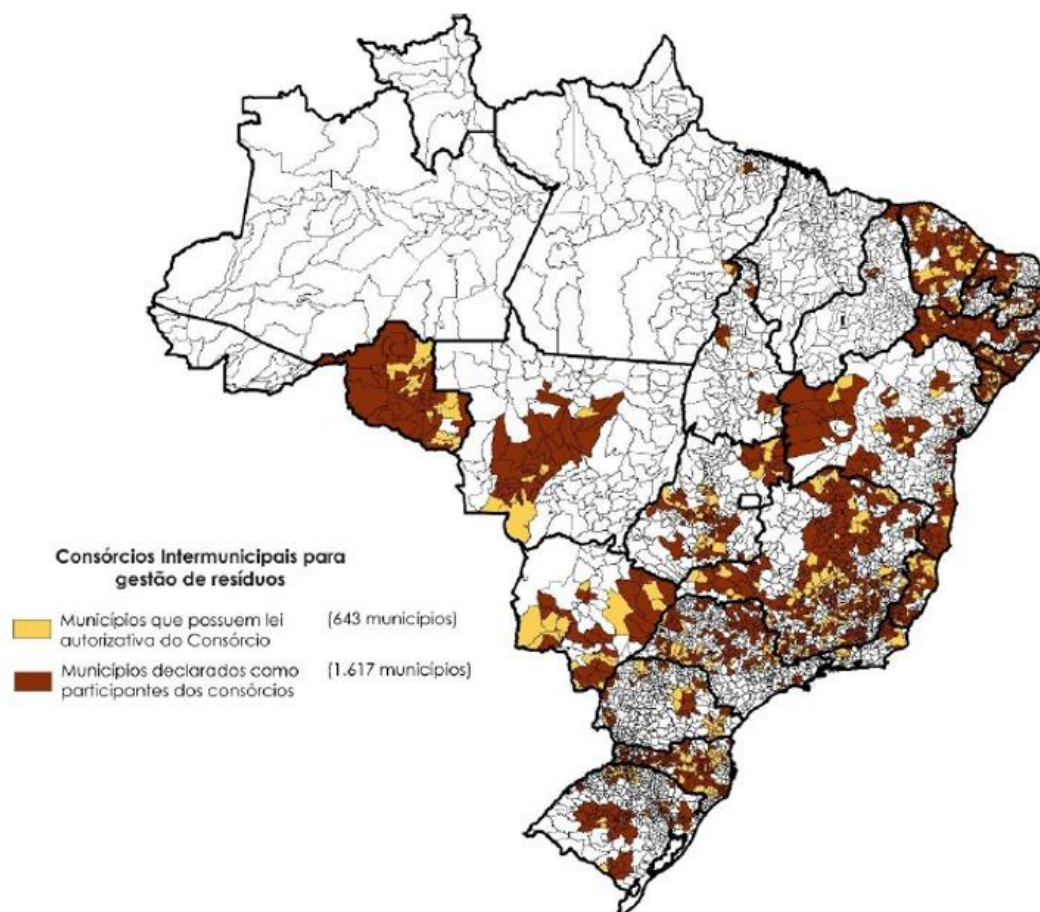 Consórcios Intermunicipais para
gestão de resíduos
Municípios que possuem lei (643 municípios)
autorizativa do Consórcio
Municípios declarados como (1.617 municípios)
participantes dos consórcios